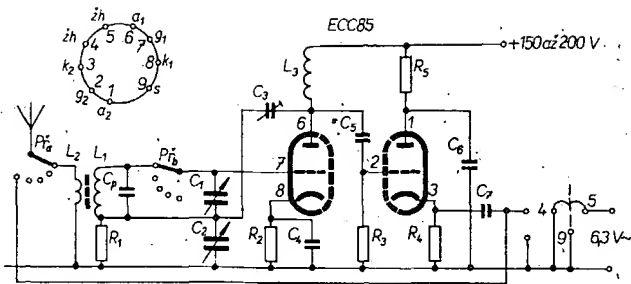 ECC85
žh a1
žh 5 6 7 g1
4 8 k1
k2 3 9 s
g2 2 1
a2
+150 až 200 V
L3 R5
C3 6 C5 1 C6
Přa L2 L1 Přb
Cp C1 7 2
8 3 C7 4 5
C2 9 6,3V~
R1 R2 C4 R3 R4